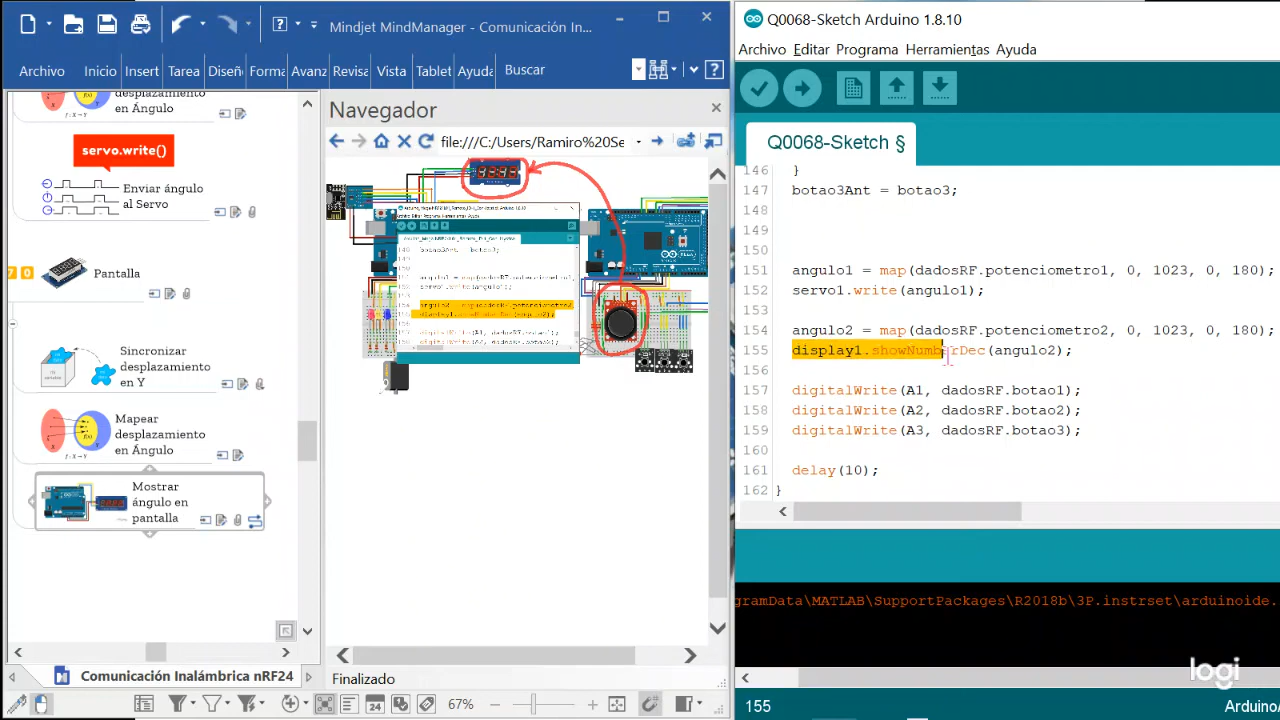 Mindjet MindManager - Comunicación In...
Archivo Inicio Insert Tarea Diseñ Forma Avanz Revisa Vista Tablet Ayuda Buscar
desplazamiento
en Ángulo
servo.write()
Enviar ángulo
al Servo
7 0
Pantalla
Sincronizar
desplazamiento
en Y
Mapear
desplazamiento
en Ángulo
Mostrar
ángulo en
pantalla
Comunicación Inalámbrica nRF24
Navegador
file:///C:/Users/Ramiro%20Se
Finalizado
24
67%
Q0068-Sketch Arduino 1.8.10
Archivo Editar Programa Herramientas Ayuda
Q0068-Sketch §
146 }
147 botao3Ant = botao3;
148
149
150
151 angulo1 = map(dadosRF.potenciometro1, 0, 1023, 0, 180);
152 servo1.write(angulo1);
153
154 angulo2 = map(dadosRF.potenciometro2, 0, 1023, 0, 180);
155 display1.showNumberDec(angulo2);
156
157 digitalWrite(A1, dadosRF.botao1);
158 digitalWrite(A2, dadosRF.botao2);
159 digitalWrite(A3, dadosRF.botao3);
160
161 delay(10);
162 }
gramData\MATLAB\SupportPackages\R2018b\3P.instrset\arduinoide.
logi
155
Arduino/